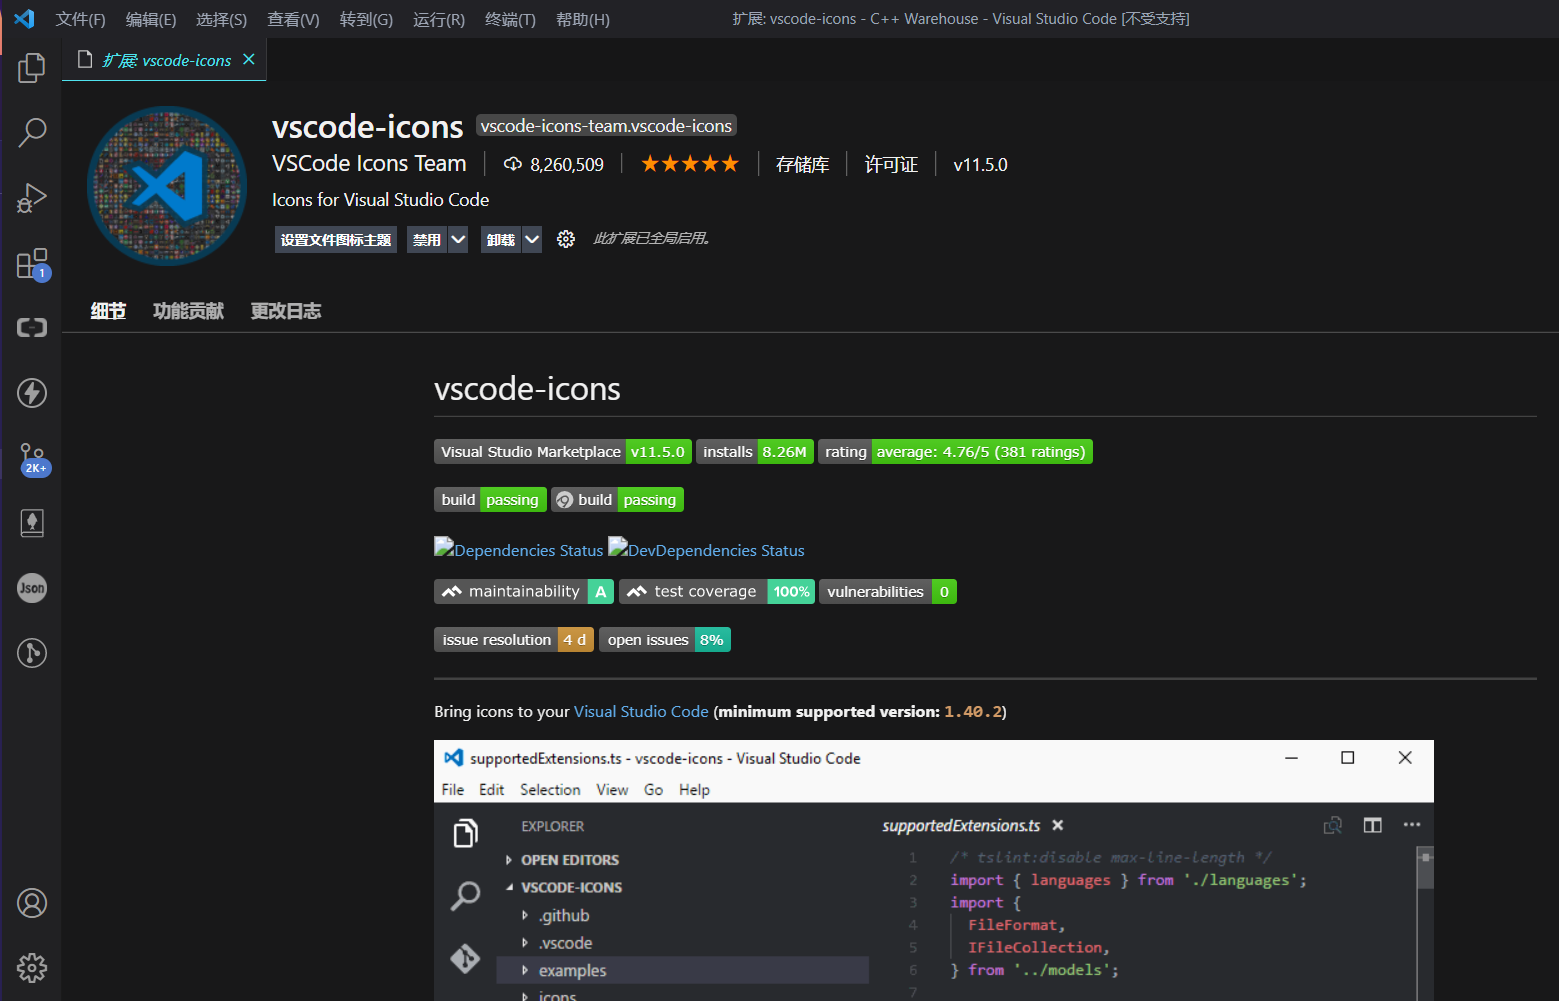 文件(F) 编辑(E) 选择(S) 查看(V) 转到(G) 运行(R) 终端(T) 帮助(H) 扩展: vscode-icons - C++ Warehouse - Visual Studio Code [不受支持]
扩展: vscode-icons
vscode-icons vscode-icons-team.vscode-icons
VSCode Icons Team 8,260,509 存储库 许可证 v11.5.0
Icons for Visual Studio Code
设置文件图标主题 禁用 卸载 此扩展已全局启用。
1
细节 功能贡献 更改日志
vscode-icons
Visual Studio Marketplace v11.5.0 installs 8.26M rating average: 4.76/5 (381 ratings)
2K+
build passing build passing
Dependencies Status DevDependencies Status
Json
maintainability A test coverage 100% vulnerabilities 0
issue resolution 4 d open issues 8%
Bring icons to your Visual Studio Code (minimum supported version: 1.40.2)
supportedExtensions.ts - vscode-icons - Visual Studio Code
File Edit Selection View Go Help
EXPLORER
OPEN EDITORS
VSCODE-ICONS
.github
.vscode
examples
icons
supportedExtensions.ts
1 /* tslint:disable max-line-length */
2 import { languages } from './languages';
3 import {
4 FileFormat,
5 IFileCollection,
6 } from '../models';
7